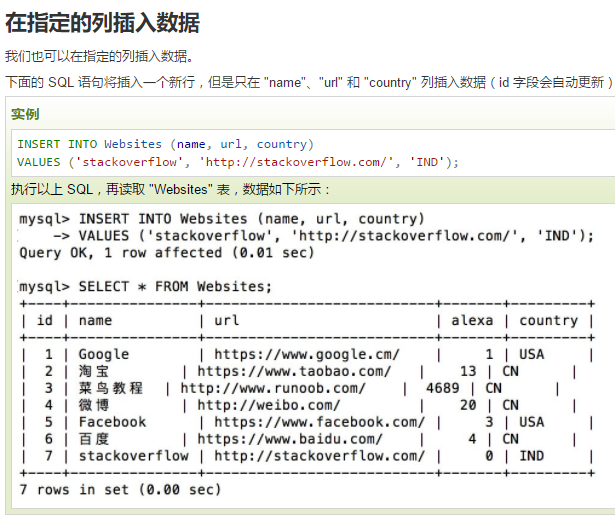 在指定的列插入数据
我们也可以在指定的列插入数据。
下面的 SQL 语句将插入一个新行，但是只在 "name"、"url" 和 "country" 列插入数据（id 字段会自动更新）
实例
INSERT INTO Websites (name, url, country)
VALUES ('stackoverflow', 'http://stackoverflow.com/', 'IND');
执行以上 SQL，再读取 "Websites" 表，数据如下所示：
mysql> INSERT INTO Websites (name, url, country)
    -> VALUES ('stackoverflow', 'http://stackoverflow.com/', 'IND');
Query OK, 1 row affected (0.01 sec)
mysql> SELECT * FROM Websites;
+----+---------------+---------------------------+-------+---------+
| id | name          | url                       | alexa | country |
+----+---------------+---------------------------+-------+---------+
|  1 | Google        | https://www.google.cm/    |     1 | USA     |
|  2 | 淘宝          | https://www.taobao.com/   |    13 | CN      |
|  3 | 菜鸟教程      | http://www.runoob.com/    |  4689 | CN      |
|  4 | 微博          | http://weibo.com/         |    20 | CN      |
|  5 | Facebook      | https://www.facebook.com/ |     3 | USA     |
|  6 | 百度          | https://www.baidu.com/    |     4 | CN      |
|  7 | stackoverflow | http://stackoverflow.com/ |     0 | IND     |
+----+---------------+---------------------------+-------+---------+
7 rows in set (0.00 sec)